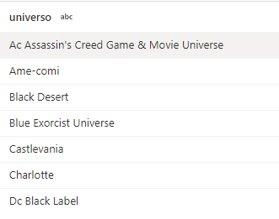 universo abc
Ac Assassin's Creed Game & Movie Universe
Ame-comi
Black Desert
Blue Exorcist Universe
Castlevania
Charlotte
Dc Black Label